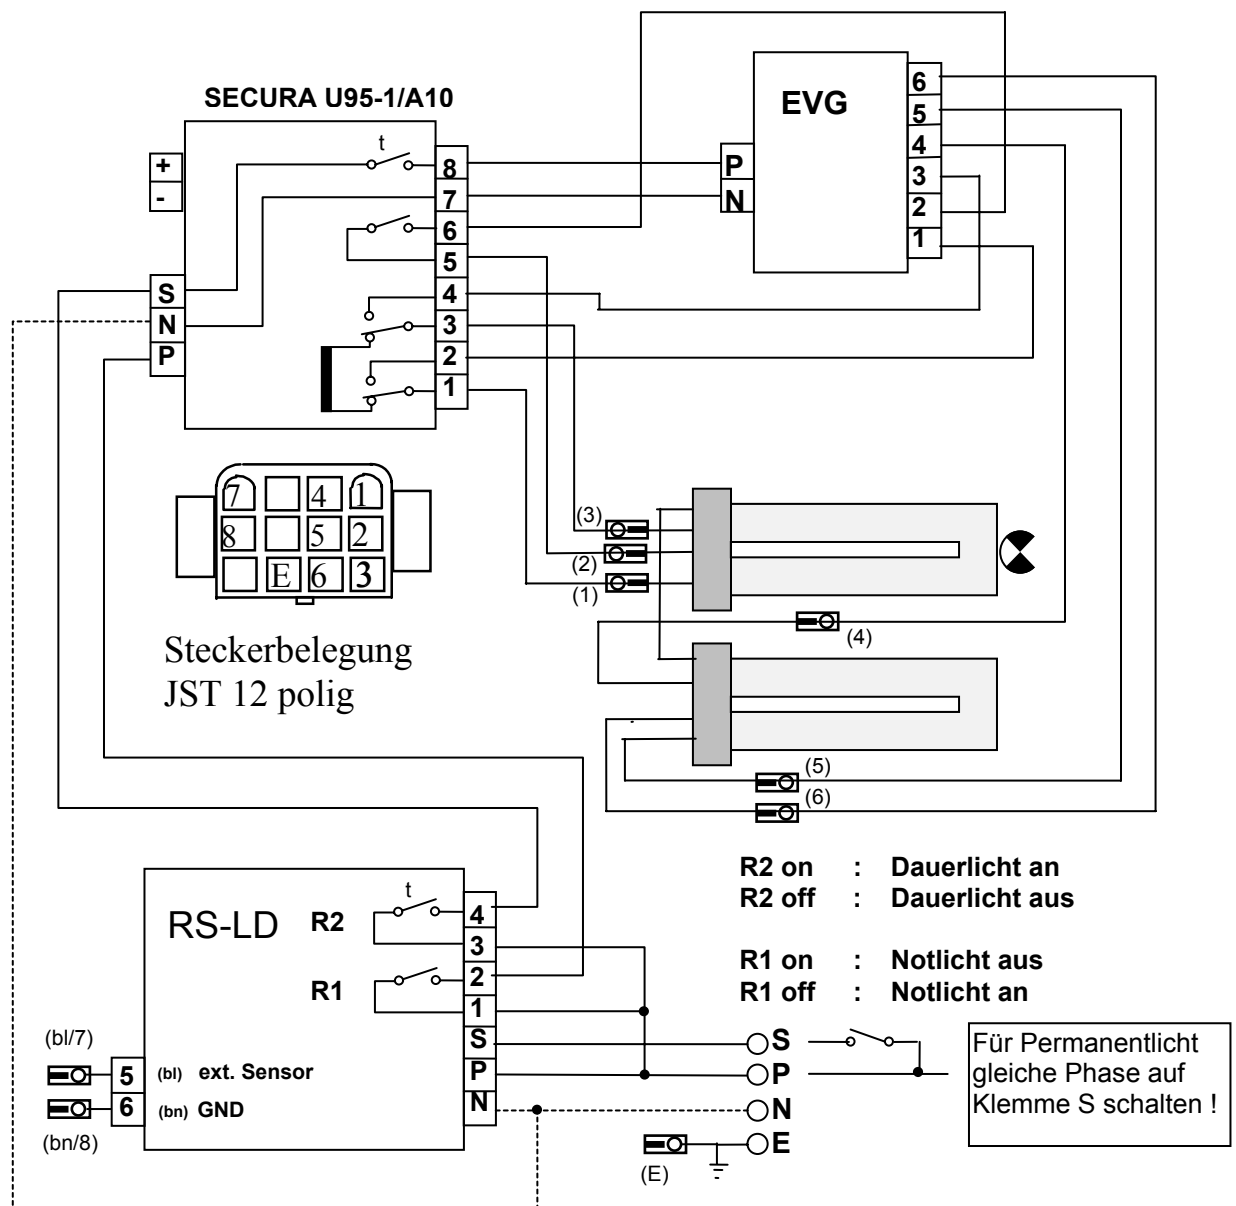 SECURA U95-1/A10
EVG
t
+
-
S
N
P
8
7
6
5
4
3
2
1
P
N
6
5
4
3
2
1
7 4 1
8 5 2
E 6 3
Steckerbelegung
JST 12 polig
(3)
(2)
(1)
(4)
(5)
(6)
RS-LD
R2
t
R1
4
3
2
1
S
P
N
(bl/7)
5 (bl) ext. Sensor
6 (bn) GND
(bn/8)
R2 on : Dauerlicht an
R2 off : Dauerlicht aus
R1 on : Notlicht aus
R1 off : Notlicht an
S
P
N
E
(E)
Für Permanentlicht
gleiche Phase auf
Klemme S schalten !